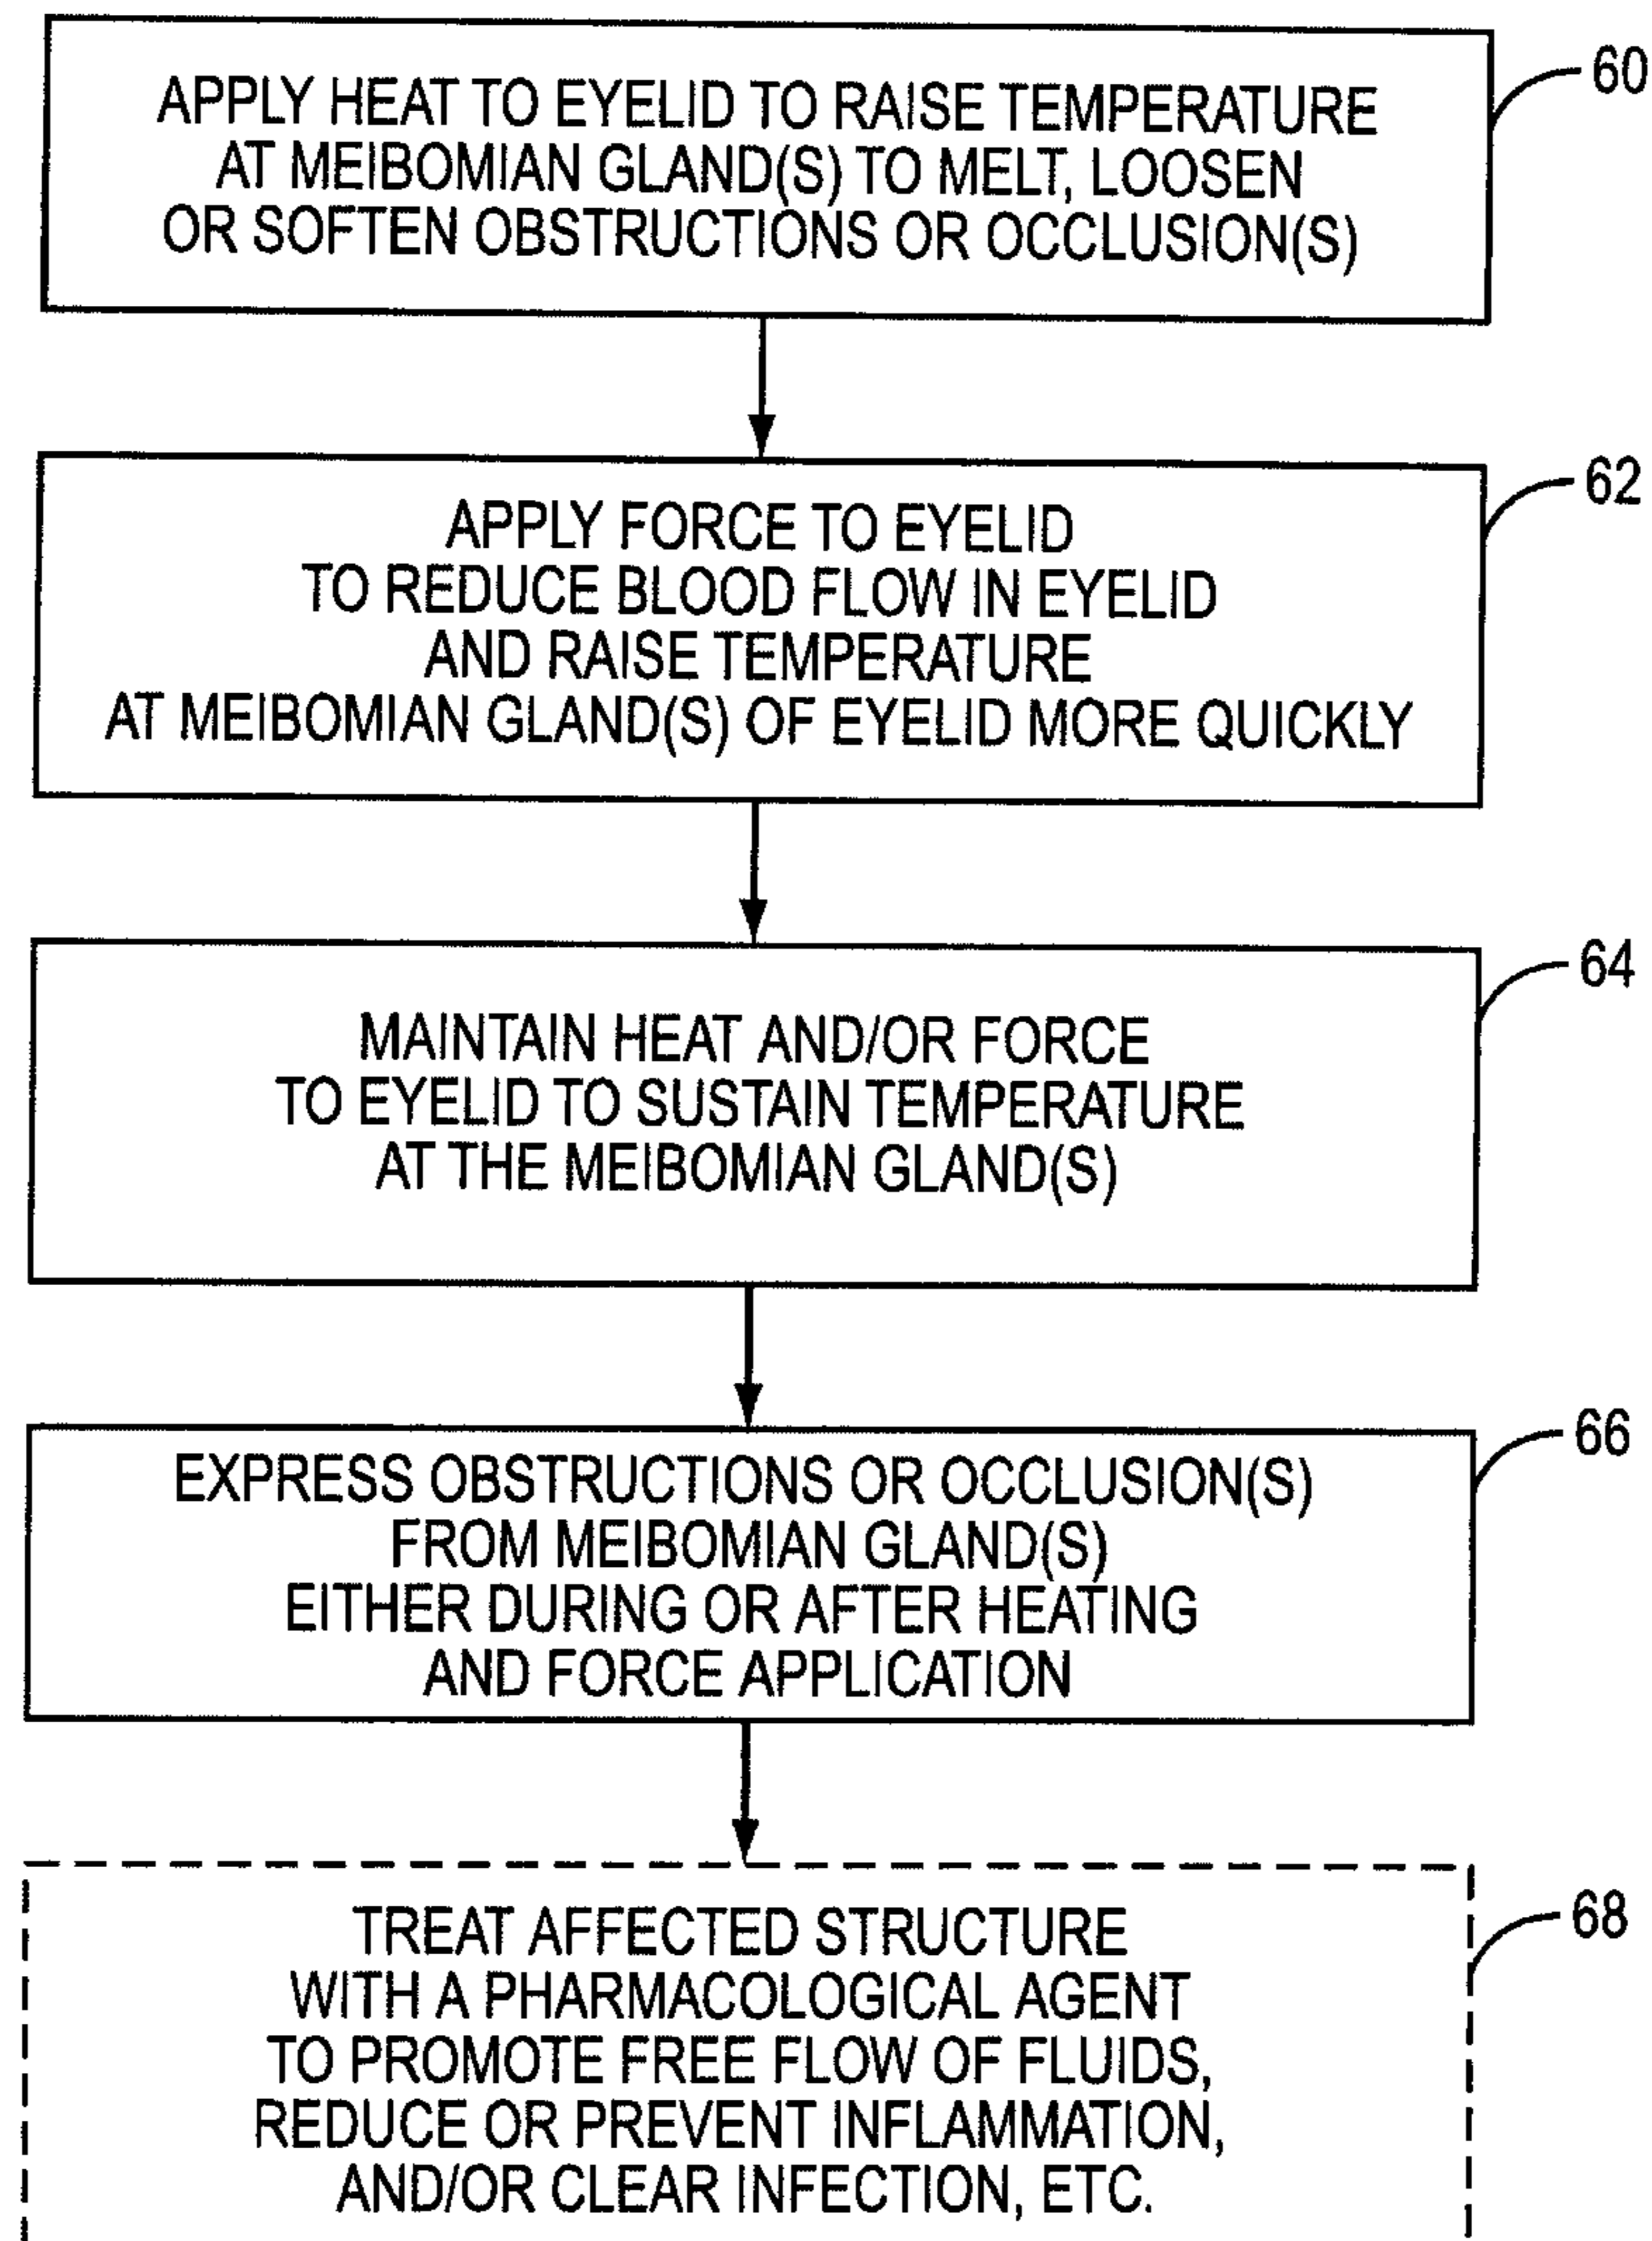 APPLY HEAT TO EYELID TO RAISE TEMPERATURE
AT MEIBOMIAN GLAND(S) TO MELT, LOOSEN
OR SOFTEN OBSTRUCTIONS OR OCCLUSION(S)
60
APPLY FORCE TO EYELID
TO REDUCE BLOOD FLOW IN EYELID
AND RAISE TEMPERATURE
AT MEIBOMIAN GLAND(S) OF EYELID MORE QUICKLY
62
MAINTAIN HEAT AND/OR FORCE
TO EYELID TO SUSTAIN TEMPERATURE
AT THE MEIBOMIAN GLAND(S)
64
EXPRESS OBSTRUCTIONS OR OCCLUSION(S)
FROM MEIBOMIAN GLAND(S)
EITHER DURING OR AFTER HEATING
AND FORCE APPLICATION
66
TREAT AFFECTED STRUCTURE
WITH A PHARMACOLOGICAL AGENT
TO PROMOTE FREE FLOW OF FLUIDS,
REDUCE OR PREVENT INFLAMMATION,
AND/OR CLEAR INFECTION, ETC.
68